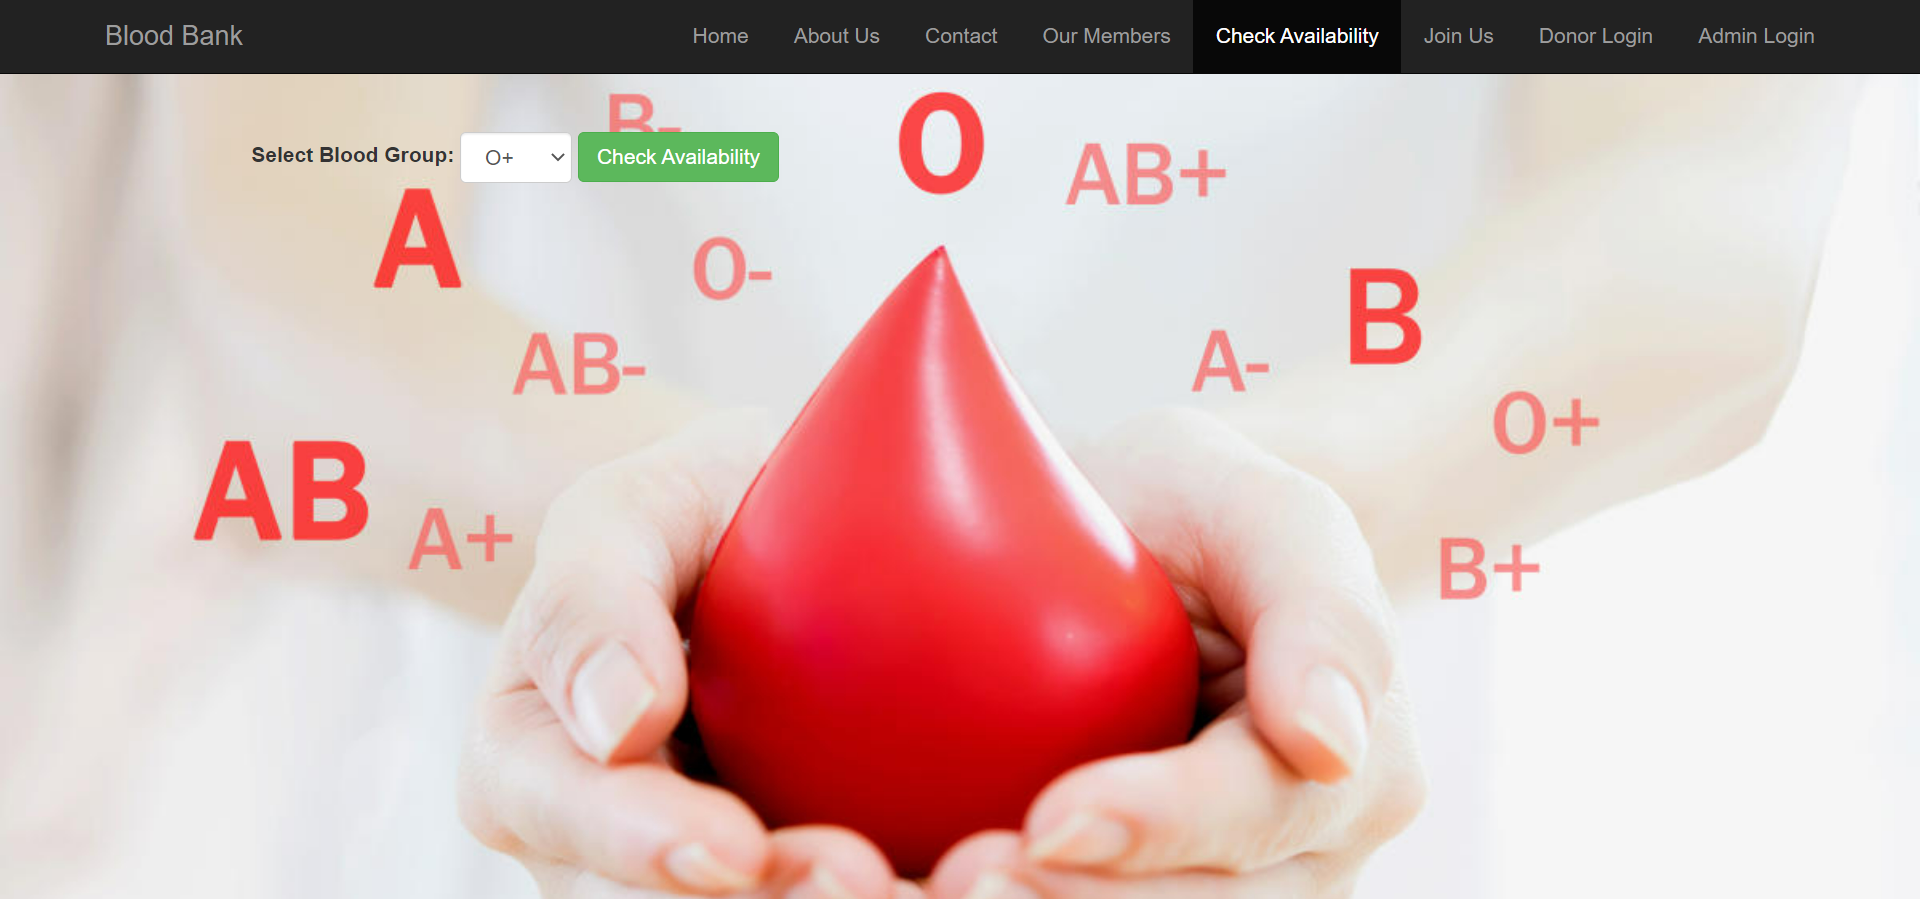 Blood Bank Home About Us Contact Our Members Check Availability Join Us Donor Login Admin Login
B-
O
Select Blood Group: O+ Check Availability
AB+
A
O-
B
AB-
A-
O+
AB
A+
B+